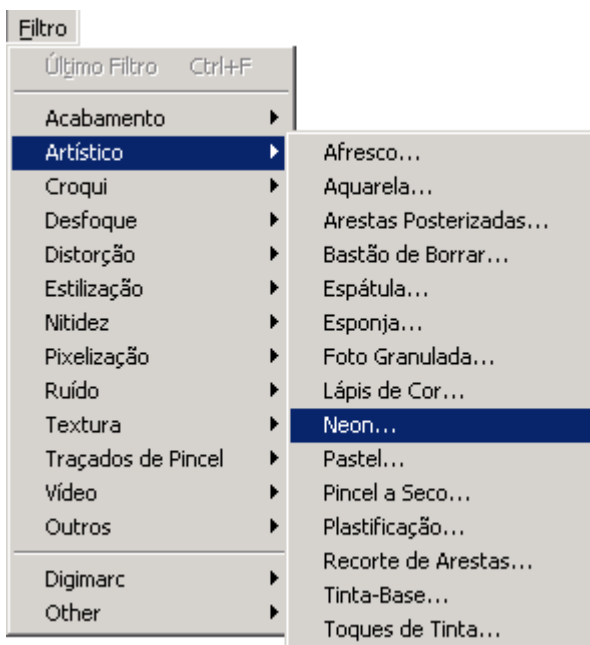 Filtro
Último Filtro Ctrl+F
Acabamento
Artístico
Croqui
Desfoque
Distorção
Estilização
Nitidez
Pixelização
Ruído
Textura
Traçados de Pincel
Vídeo
Outros
Digimarc
Other
Afresco...
Aquarela...
Arestas Posterizadas...
Bastão de Borrar...
Espátula...
Esponja...
Foto Granulada...
Lápis de Cor...
Neon...
Pastel...
Pincel a Seco...
Plastificação...
Recorte de Arestas...
Tinta-Base...
Toques de Tinta...